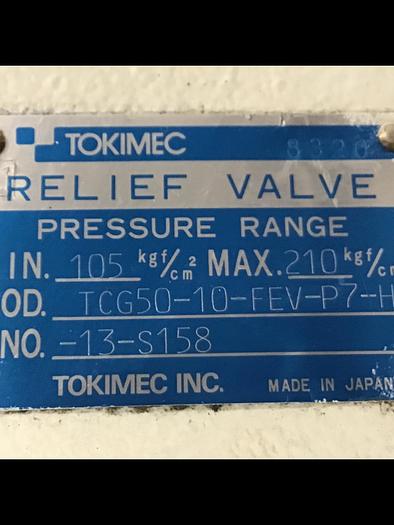 TOKIMEC 8320
RELIEF VALVE
PRESSURE RANGE
IN. 105 kgf/cm² MAX. 210 kgf/cm
OD. TCG50-10-FEV-P7-H
NO. -13-S158
TOKIMEC INC. MADE IN JAPAN